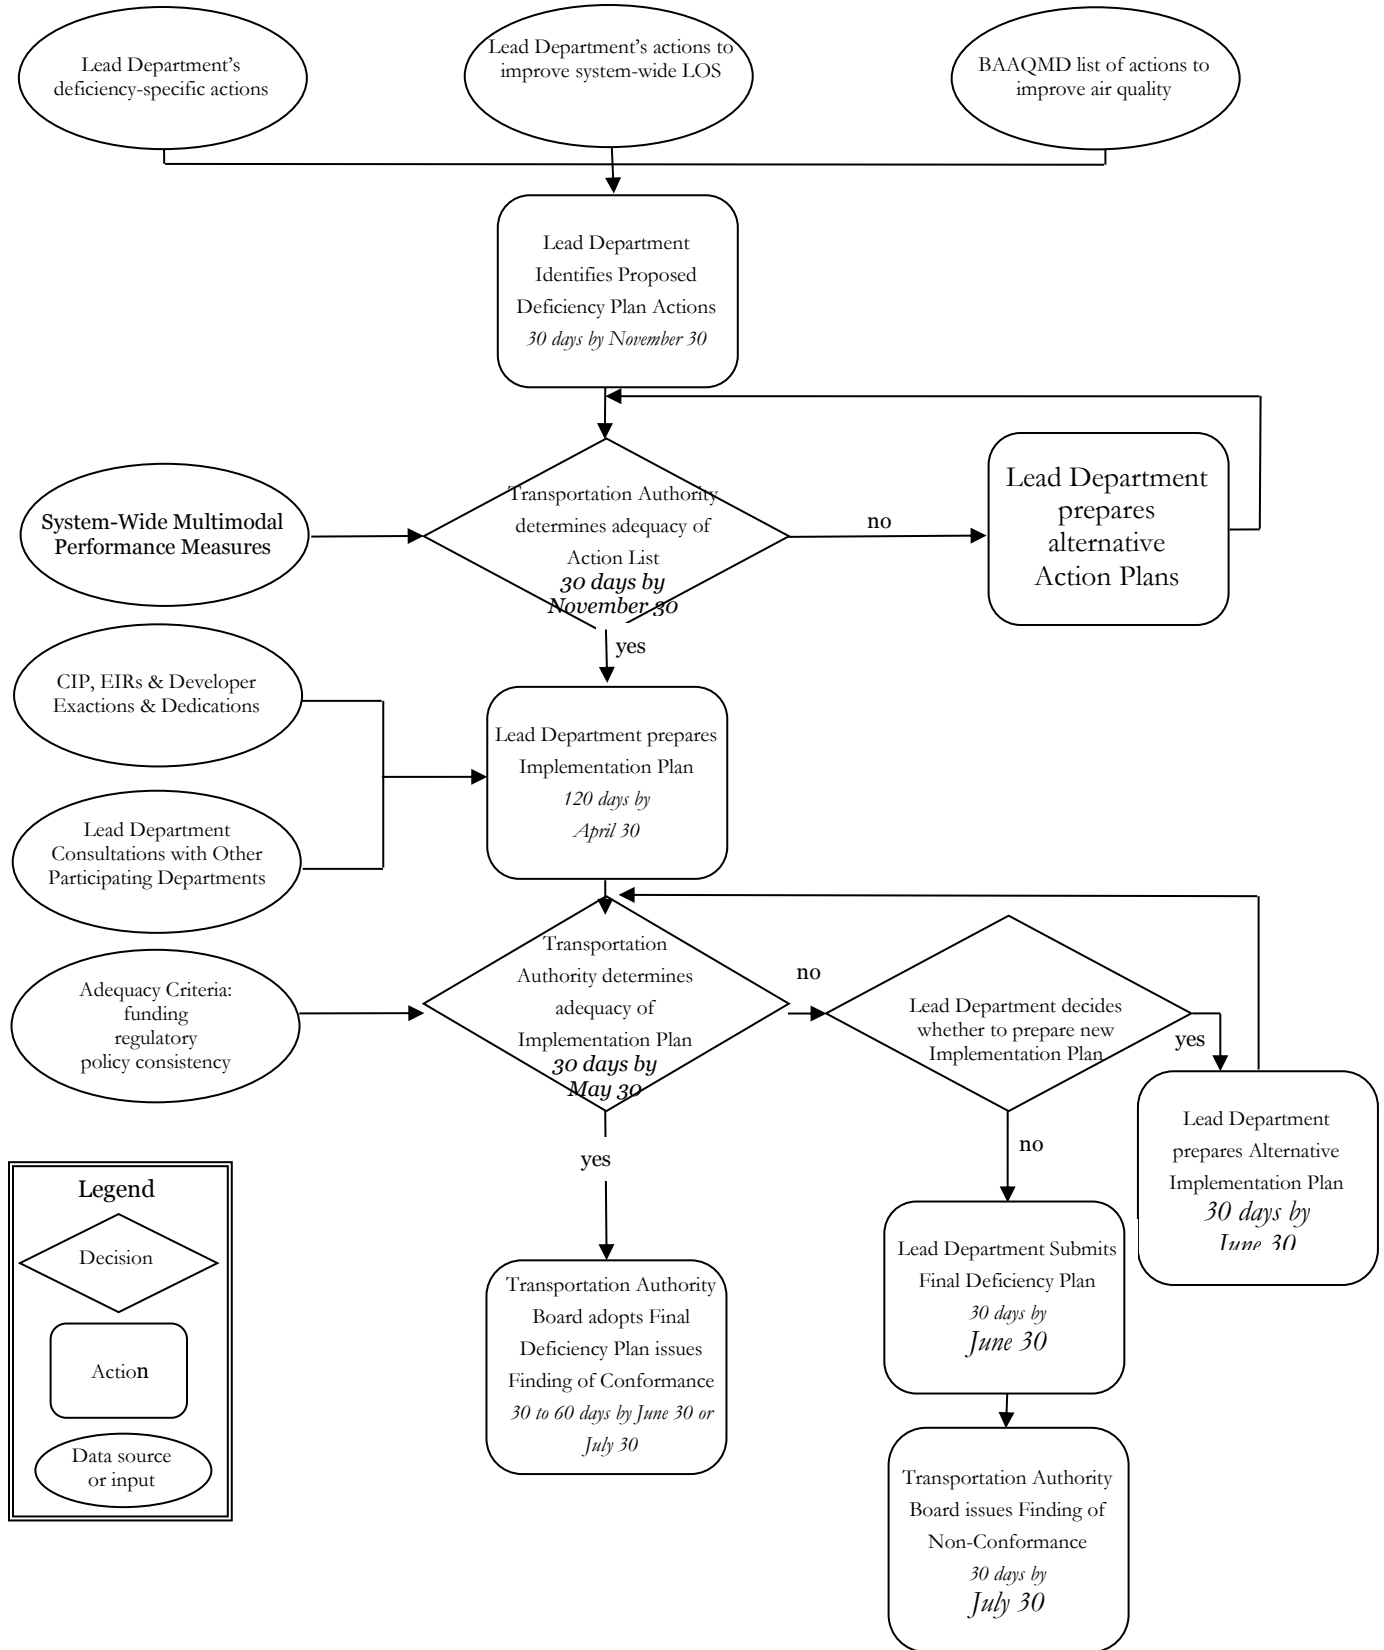 Lead Department's
deficiency-specific actions
Lead Department's actions to
improve system-wide LOS
BAAQMD list of actions to
improve air quality
Lead Department
Identifies Proposed
Deficiency Plan Actions
30 days by November 30
System-Wide Multimodal
Performance Measures
Transportation Authority
determines adequacy of
Action List
30 days by
November 30
no
Lead Department
prepares
alternative
Action Plans
yes
CIP, EIRs & Developer
Exactions & Dedications
Lead Department prepares
Implementation Plan
120 days by
April 30
Lead Department
Consultations with Other
Participating Departments
Adequacy Criteria:
funding
regulatory
policy consistency
Transportation
Authority determines
adequacy of
Implementation Plan
30 days by
May 30
no
Lead Department decides
whether to prepare new
Implementation Plan
yes
Lead Department
prepares Alternative
Implementation Plan
30 days by
June 30
yes
no
Transportation Authority
Board adopts Final
Deficiency Plan issues
Finding of Conformance
30 to 60 days by June 30 or
July 30
Lead Department Submits
Final Deficiency Plan
30 days by
June 30
Transportation Authority
Board issues Finding of
Non-Conformance
30 days by
July 30
Legend
Decision
Action
Data source
or input